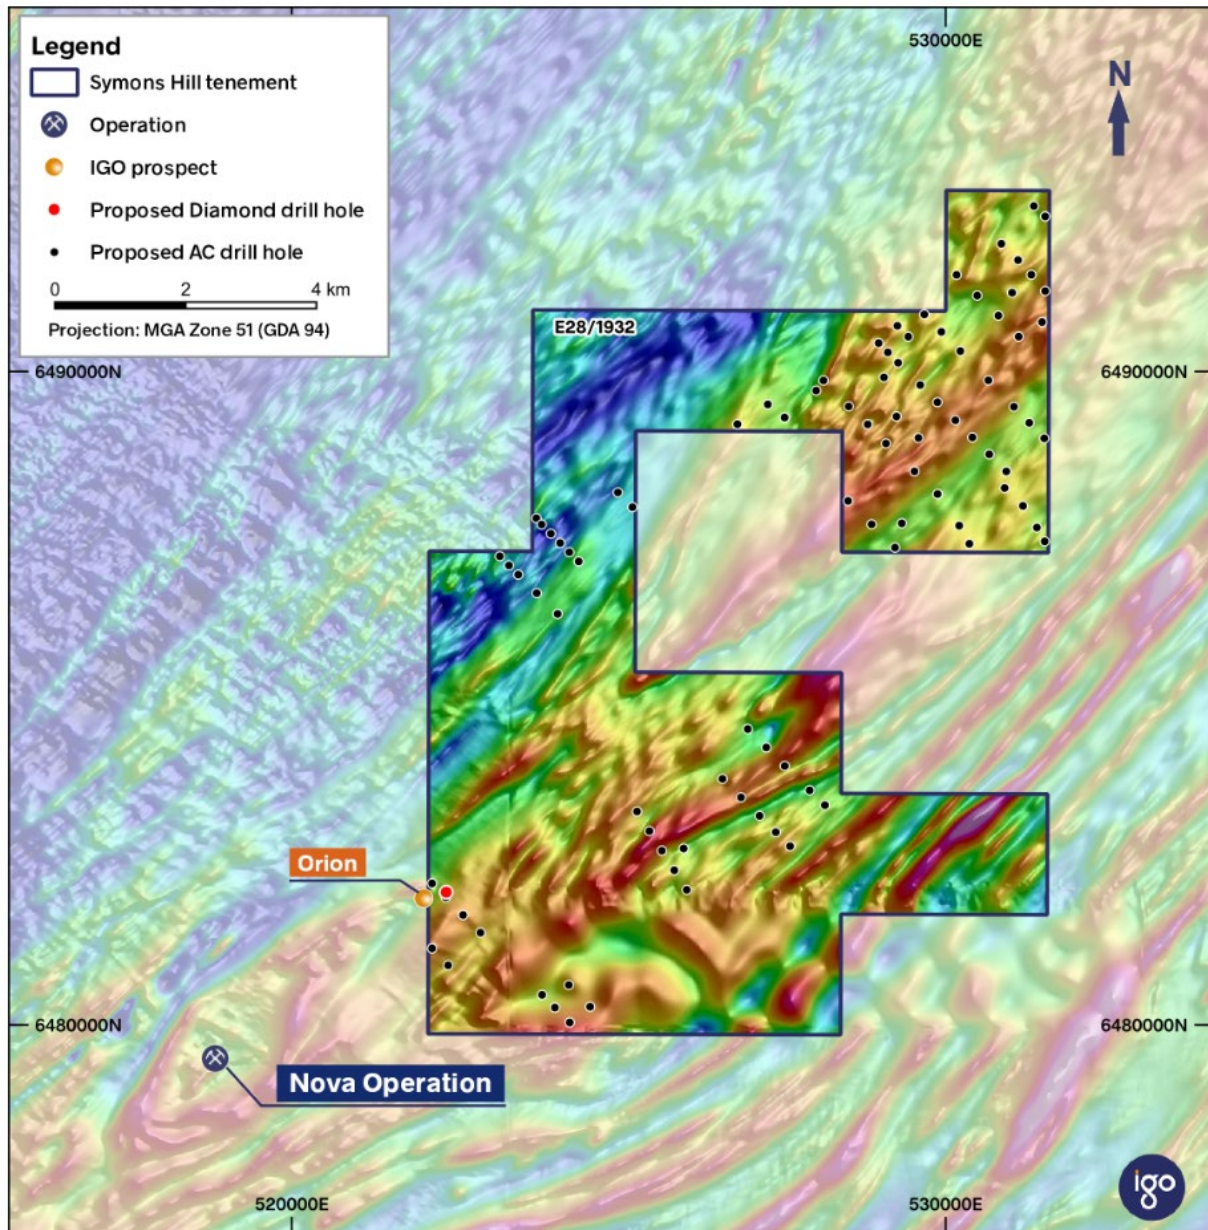 530000E
Legend
Symons Hill tenement
Operation
IGO prospect
Proposed Diamond drill hole
Proposed AC drill hole
0 2 4 km
Projection: MGA Zone 51 (GDA 94)
N
E28/1932
6490000N
6490000N
Orion
6480000N
6480000N
Nova Operation
520000E
530000E
igo